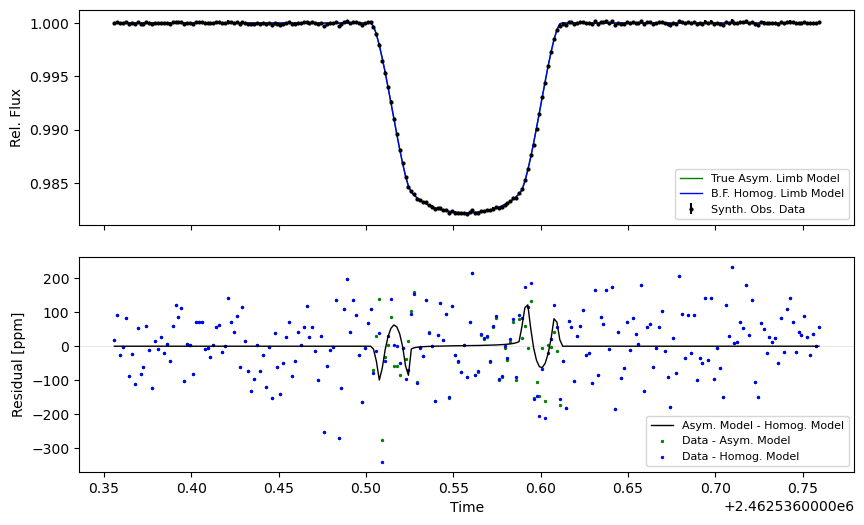 1.000
0.995
0.990
0.985
Rel. Flux
True Asym. Limb Model
B.F. Homog. Limb Model
Synth. Obs. Data
200
100
0
−100
−200
−300
Residual [ppm]
Asym. Model - Homog. Model
Data - Asym. Model
Data - Homog. Model
0.35 0.40 0.45 0.50 0.55 0.60 0.65 0.70 0.75
Time
+2.4625360000e6